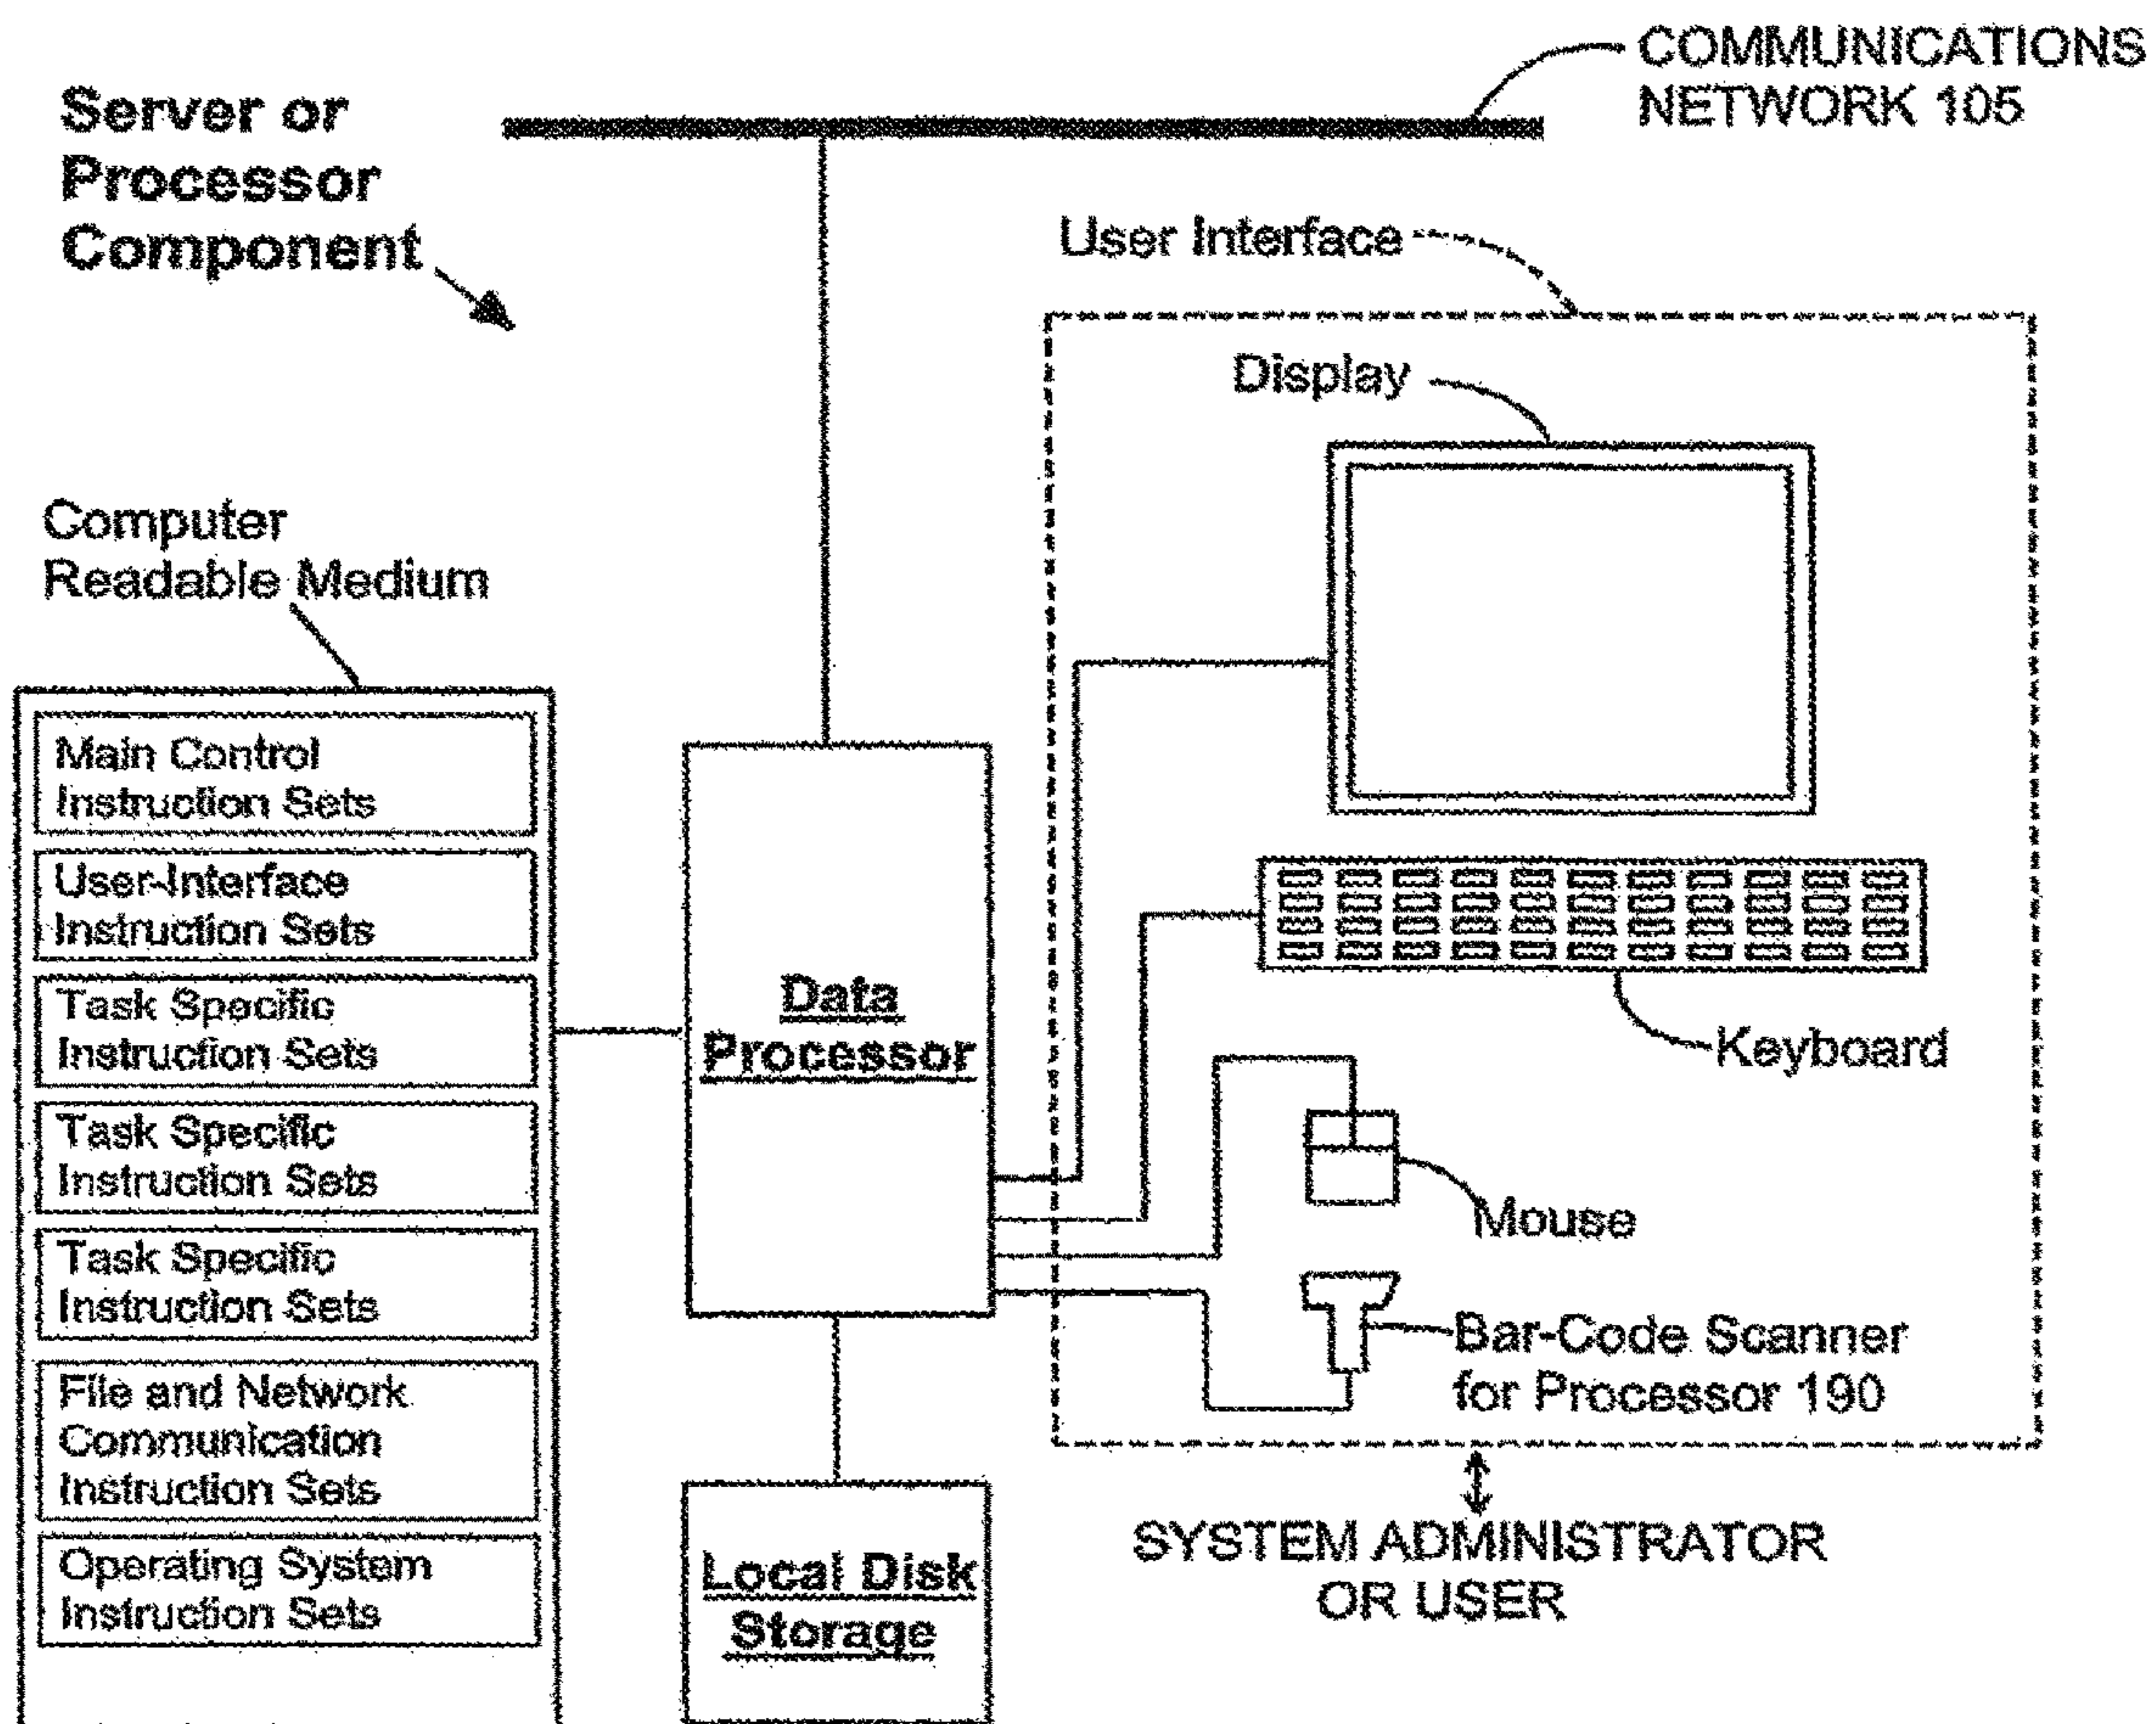 COMMUNICATIONS
NETWORK 105
Server or
Processor
Component
User Interface
Display
Computer
Readable Medium
Main Control
Instruction Sets
User-Interface
Instruction Sets
Task Specific
Instruction Sets
Task Specific
Instruction Sets
Task Specific
Instruction Sets
File and Network
Communication
Instruction Sets
Operating System
Instruction Sets
Data
Processor
Local Disk
Storage
Keyboard
Mouse
Bar-Code Scanner
for Processor 190
SYSTEM ADMINISTRATOR
OR USER